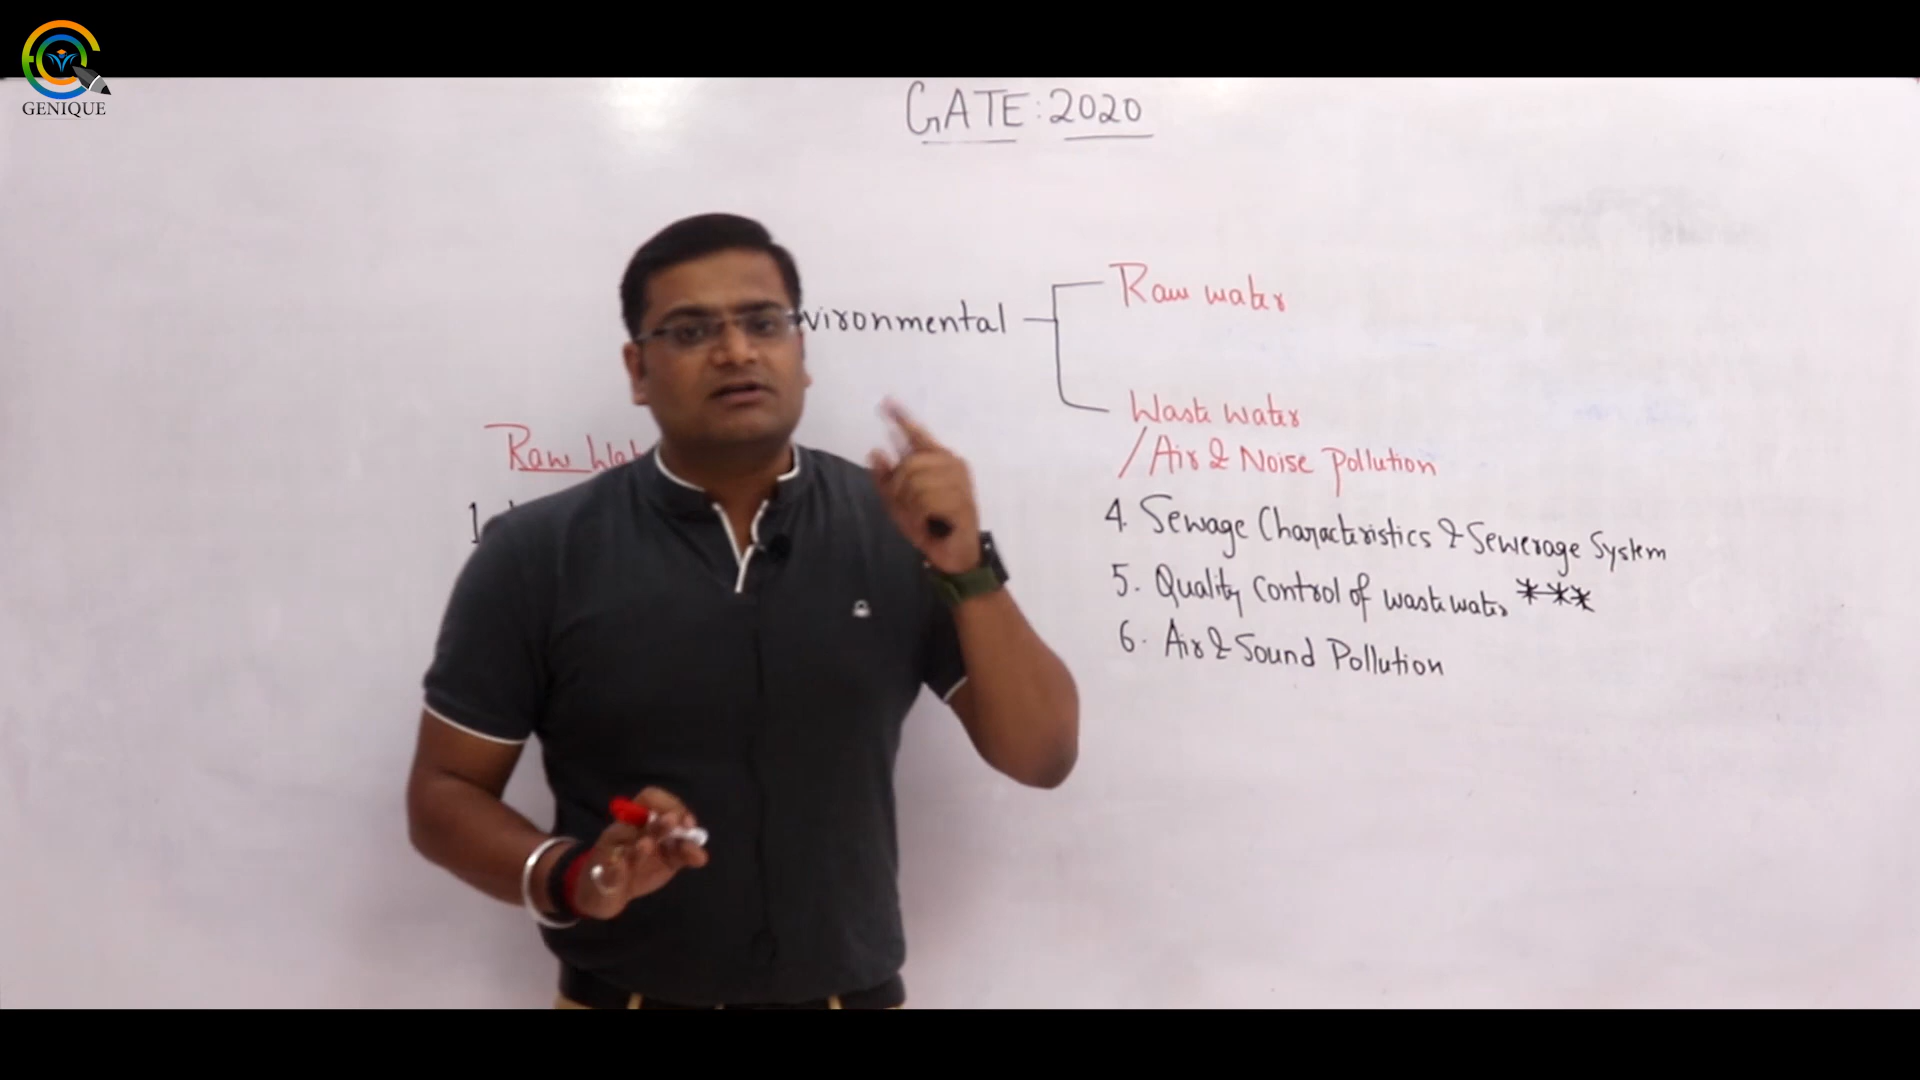 GENIQUE
GATE: 2020
vironmental
Raw water
Waste water
/Air & Noise Pollution
Raw Wat
1.
4. Sewage Characteristics & Sewerage System
5. Quality Control of waste water ***
6. Air & Sound Pollution